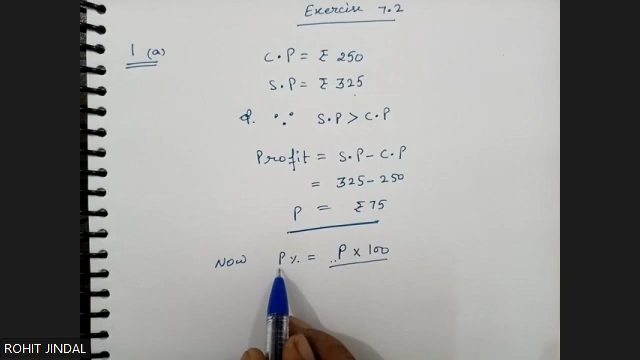 Exercise 7.2
1 (a)
C.P = ₹ 250
S.P = ₹ 325
∵ S.P > C.P
Profit = S.P - C.P
= 325 - 250
P = ₹ 75
Now P% = P × 100
ROHIT JINDAL